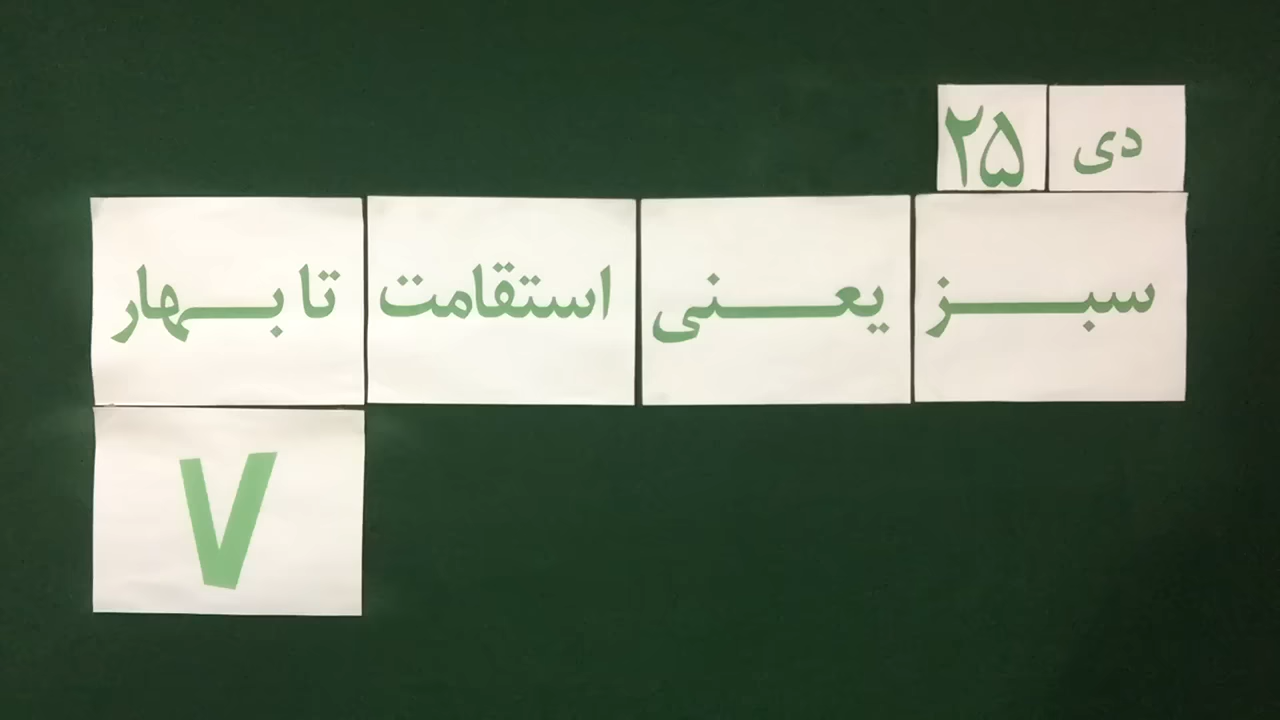 دی ۲۵
سبز یعنی استقامت تا بهار
۷